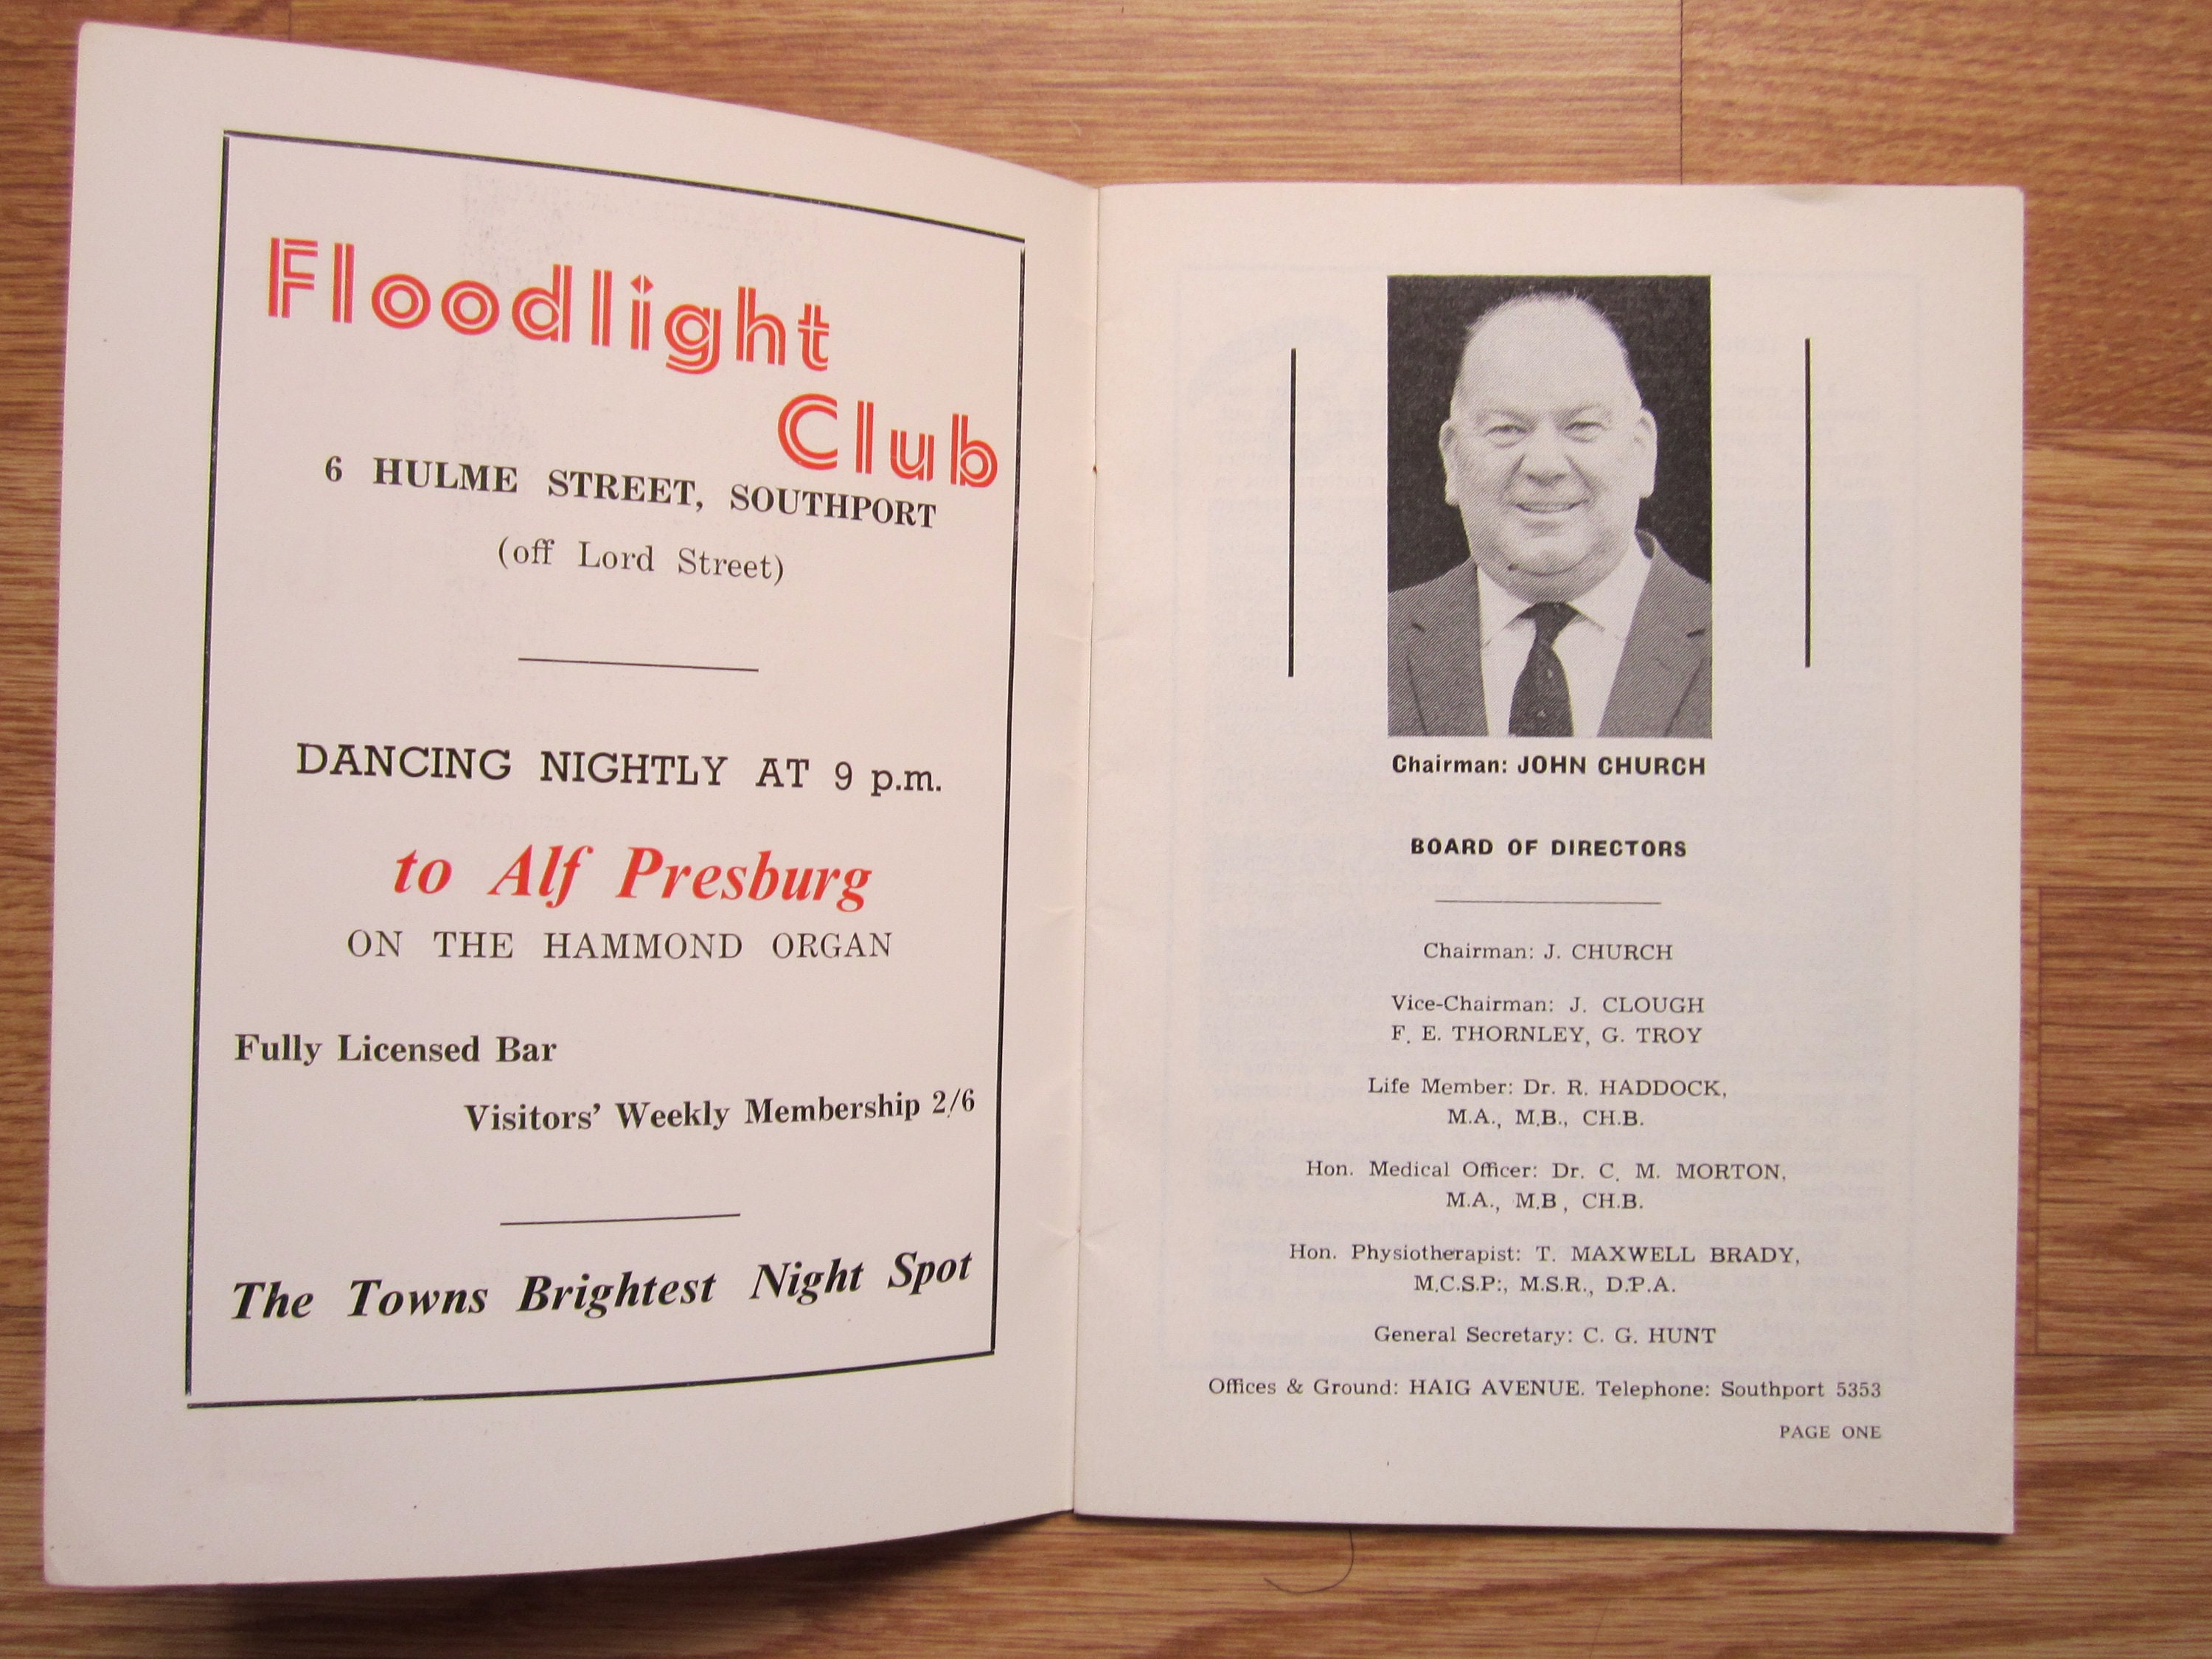 Floodlight
Club
6 HULME STREET, SOUTHPORT
(off Lord Street)
DANCING NIGHTLY AT 9 p.m.
to Alf Presburg
ON THE HAMMOND ORGAN
Fully Licensed Bar
Visitors' Weekly Membership 2/6
The Towns Brightest Night Spot
Chairman: JOHN CHURCH
BOARD OF DIRECTORS
Chairman: J. CHURCH
Vice-Chairman: J. CLOUGH
F. E. THORNLEY, G. TROY
Life Member: Dr. R. HADDOCK,
M.A., M.B., CH.B.
Hon. Medical Officer: Dr. C. M. MORTON,
M.A., M.B , CH.B.
Hon. Physiotherapist: T. MAXWELL BRADY,
M.C.S.P:, M.S.R., D.P.A.
General Secretary: C. G. HUNT
Offices & Ground: HAIG AVENUE. Telephone: Southport 5353
PAGE ONE